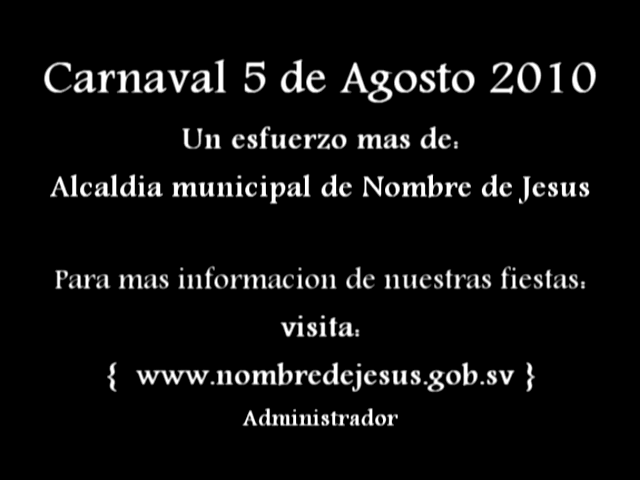 Carnaval 5 de Agosto 2010
Un esfuerzo mas de:
Alcaldia municipal de Nombre de Jesus
Para mas informacion de nuestras fiestas:
visita:
{ www.nombredejesus.gob.sv }
Administrador